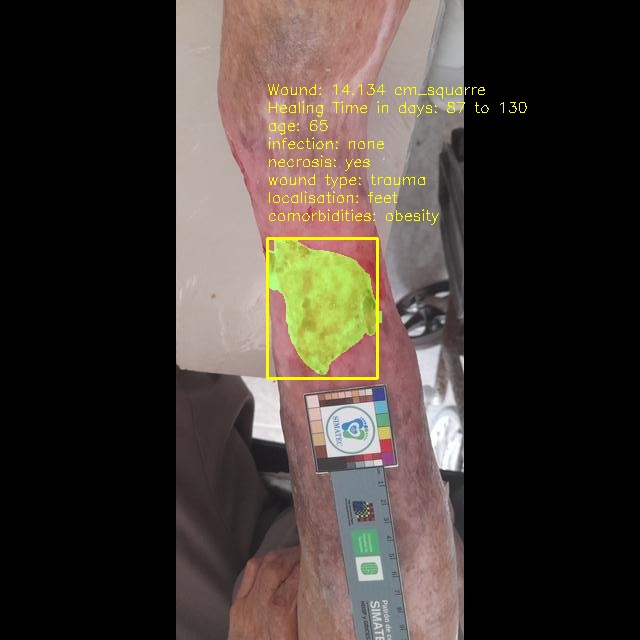 Wound: 14.134 cm_squarre
Healing Time in days: 87 to 130
age: 65
infection: none
necrosis: yes
wound type: trauma
localisation: feet
comorbidities: obesity
SIMATEC
SIMATE